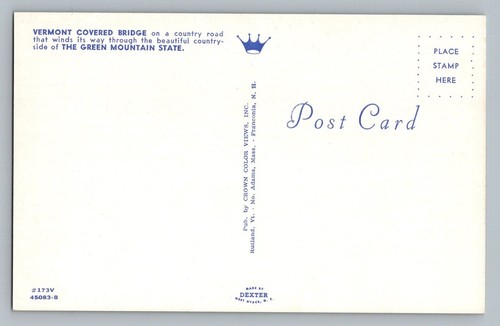 VERMONT COVERED BRIDGE on a country road
that winds its way through the beautiful country-
side of THE GREEN MOUNTAIN STATE.
PLACE
STAMP
HERE
Post Card
Pub. by CROWN COLOR VIEWS, INC.
Rutland, Vt. - No. Adams, Mass. - Franconia, N. H.
#173V
45083-B
MADE BY
DEXTER
WEST NYACK, N. Y.